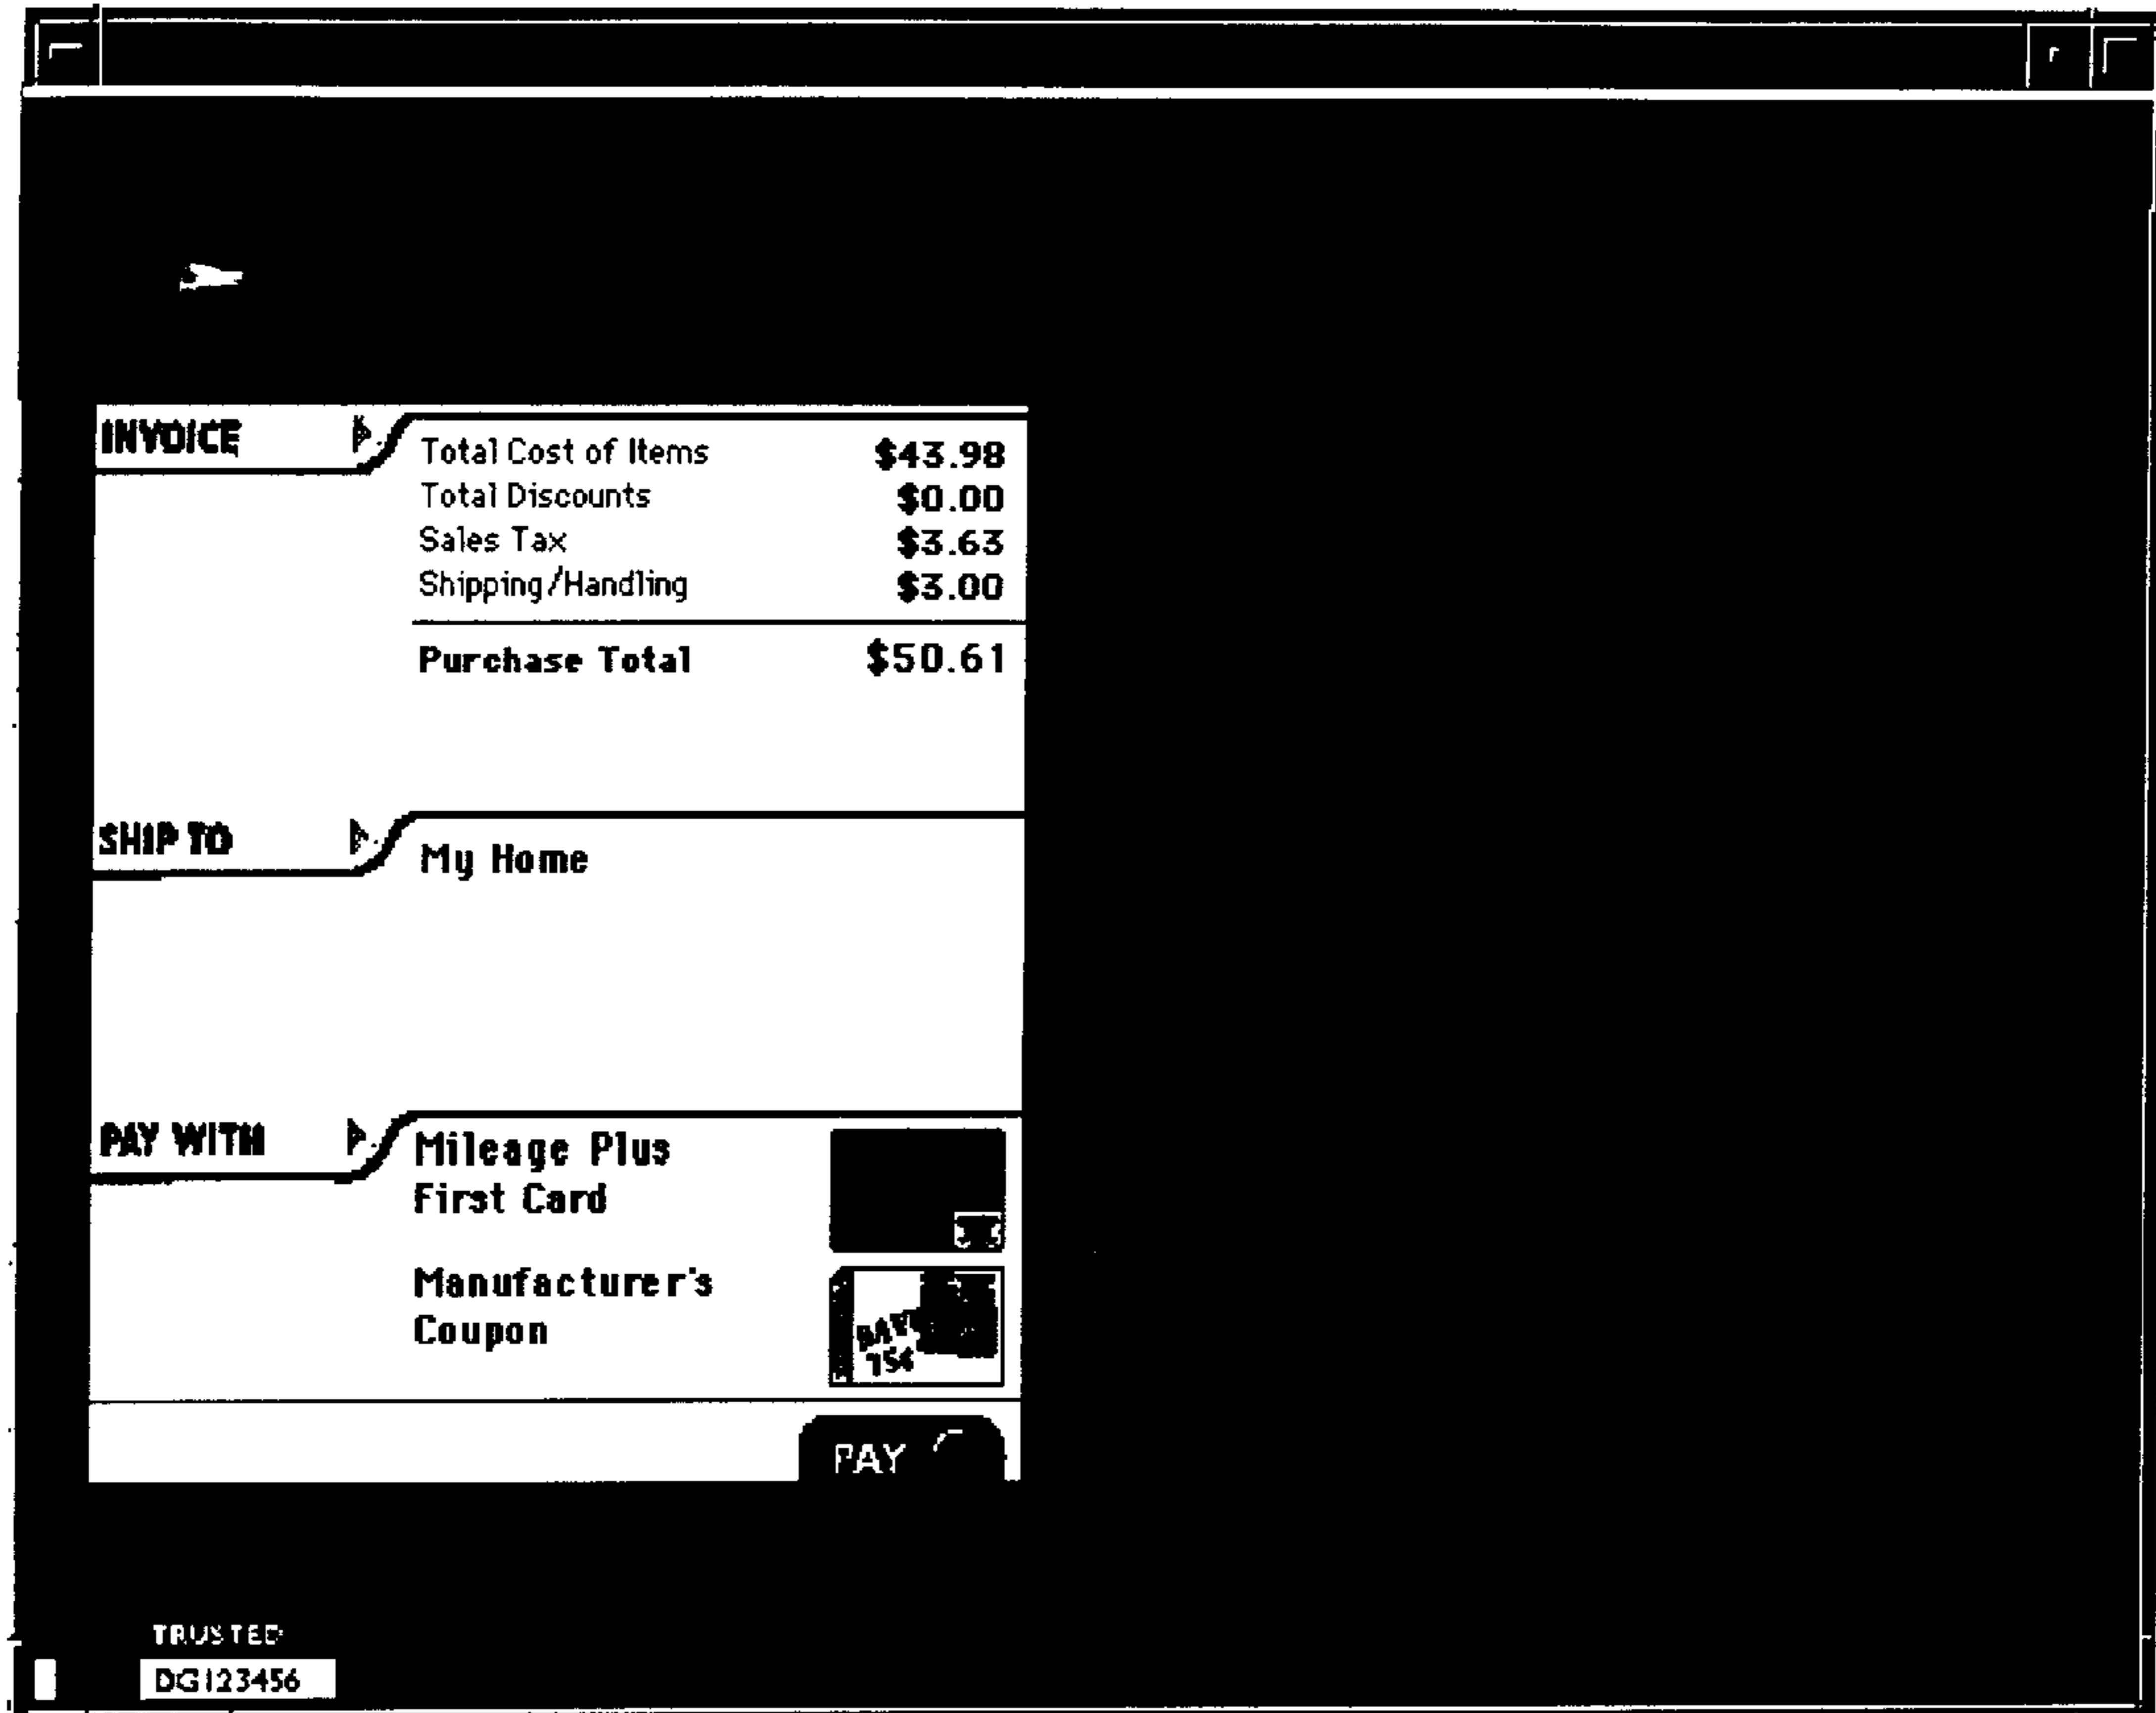 INVOICE
Total Cost of Items $43.98
Total Discounts $0.00
Sales Tax $3.63
Shipping/Handling $3.00
Purchase Total $50.61
SHIP TO
My Home
PAY WITH
Mileage Plus
First Card
Manufacturer's
Coupon
75¢
PAY
TRUSTED
DG123456